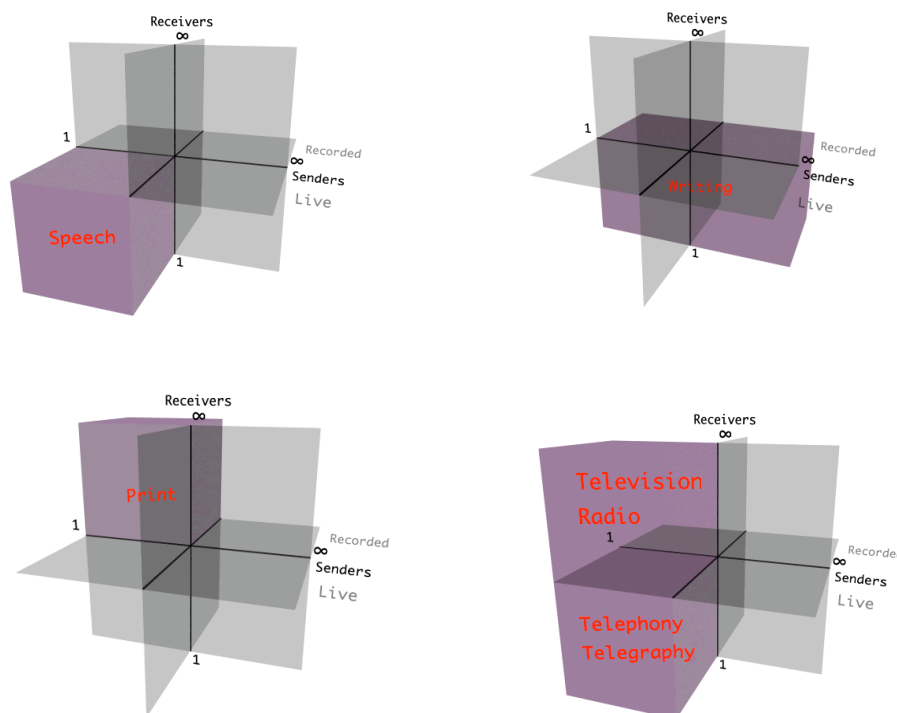 Receivers
∞
1
∞
Recorded
Senders
Live
Speech
1
Receivers
∞
1
∞
Recorded
Senders
Writing
Live
1
Receivers
∞
Print
1
∞
Recorded
Senders
Live
1
Receivers
∞
Television
Radio
1
∞
Recorded
Senders
Live
Telephony
Telegraphy
1